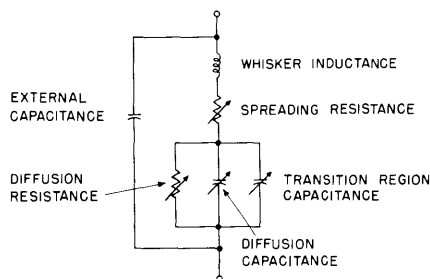 WHISKER INDUCTANCE
EXTERNAL
CAPACITANCE
SPREADING RESISTANCE
DIFFUSION
RESISTANCE
TRANSITION REGION
CAPACITANCE
DIFFUSION
CAPACITANCE